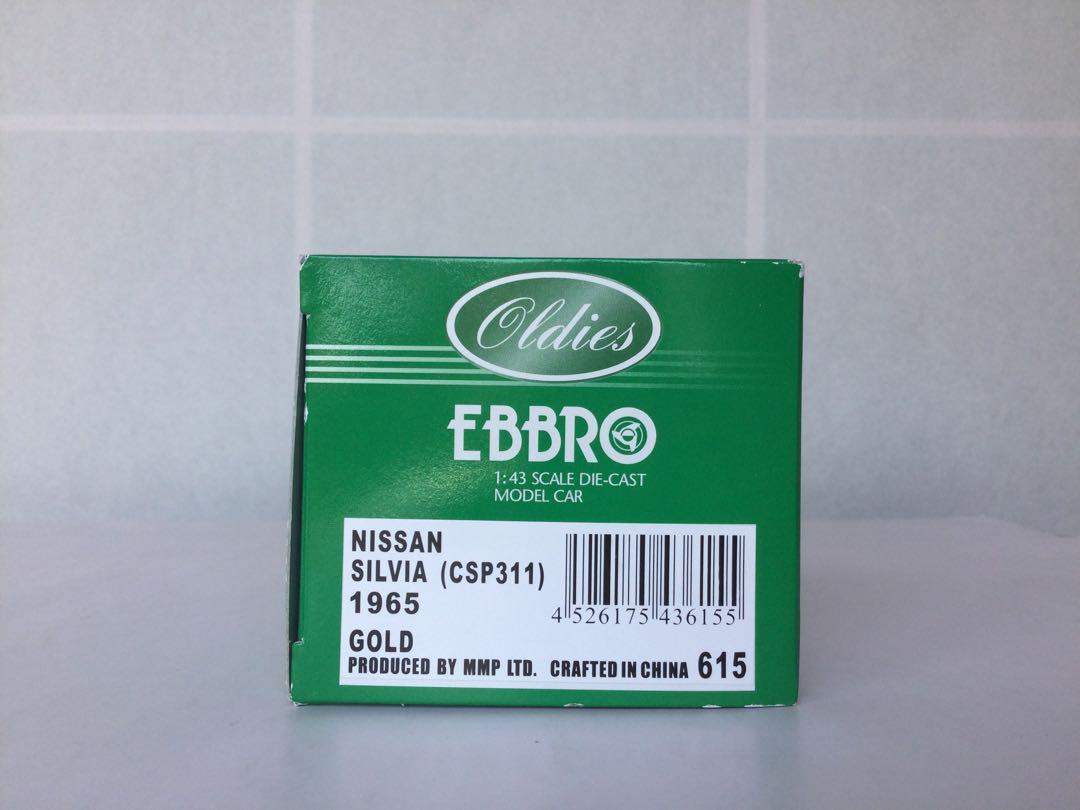 Oldies
EBBRO
1:43 SCALE DIE-CAST
MODEL CAR
NISSAN
SILVIA (CSP311)
1965
4 526175 436155
GOLD
PRODUCED BY MMP LTD. CRAFTED IN CHINA 615